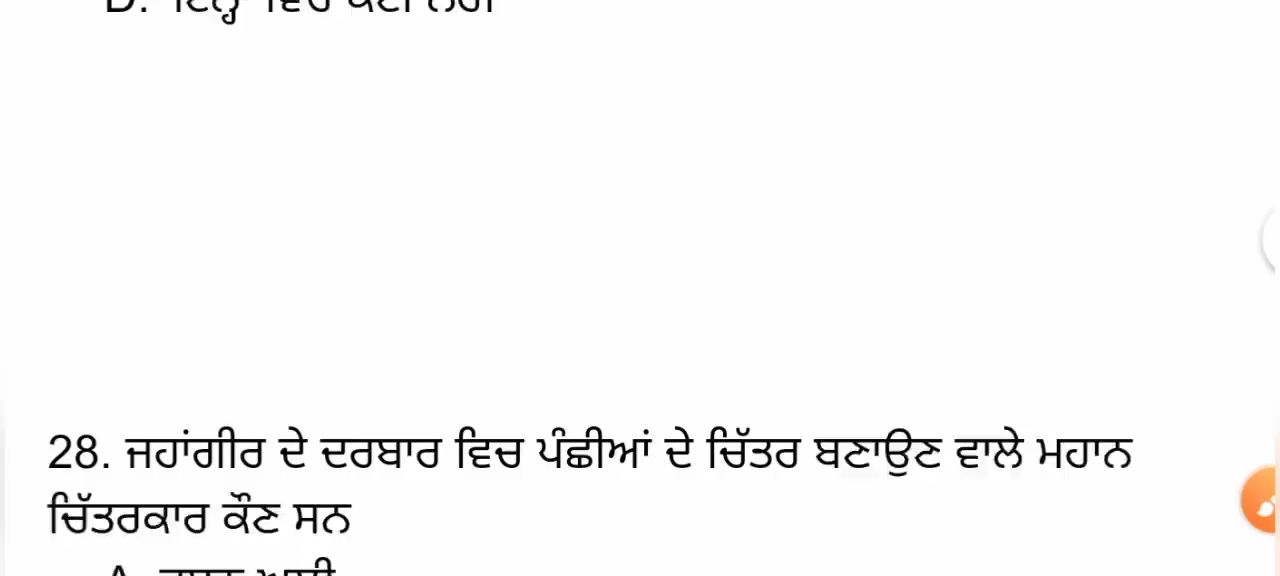 28. ਜਹਾਂਗੀਰ ਦੇ ਦਰਬਾਰ ਵਿਚ ਪੰਛੀਆਂ ਦੇ ਚਿੱਤਰ ਬਣਾਉਣ ਵਾਲੇ ਮਹਾਨ
ਚਿੱਤਰਕਾਰ ਕੌਣ ਸਨ